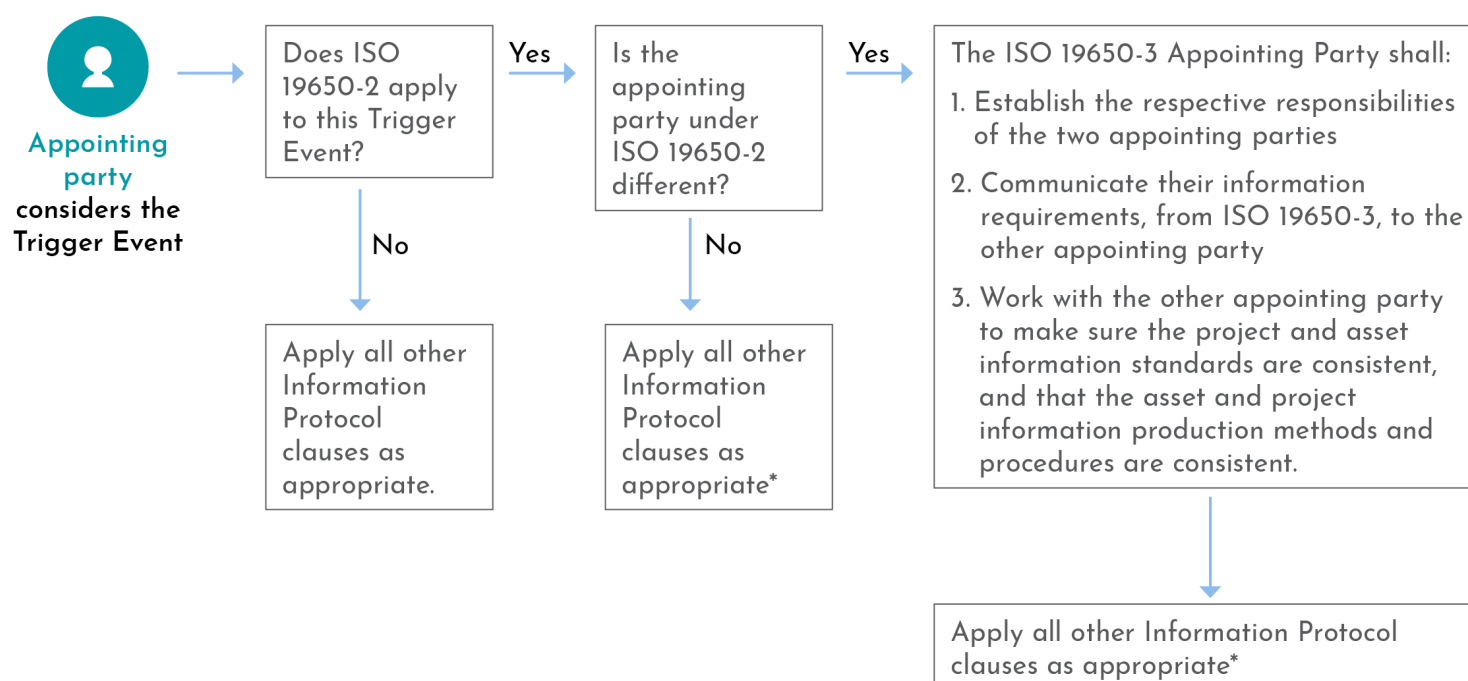 Appointing
party
considers the
Trigger Event
Does ISO
19650-2 apply
to this Trigger
Event?
Yes
No
Apply all other
Information
Protocol
clauses as
appropriate.
Is the
appointing
party under
ISO 19650-2
different?
Yes
No
Apply all other
Information
Protocol
clauses as
appropriate*
The ISO 19650-3 Appointing Party shall:
1. Establish the respective responsibilities
of the two appointing parties
2. Communicate their information
requirements, from ISO 19650-3, to the
other appointing party
3. Work with the other appointing party
to make sure the project and asset
information standards are consistent,
and that the asset and project
information production methods and
procedures are consistent.
Apply all other Information Protocol
clauses as appropriate*